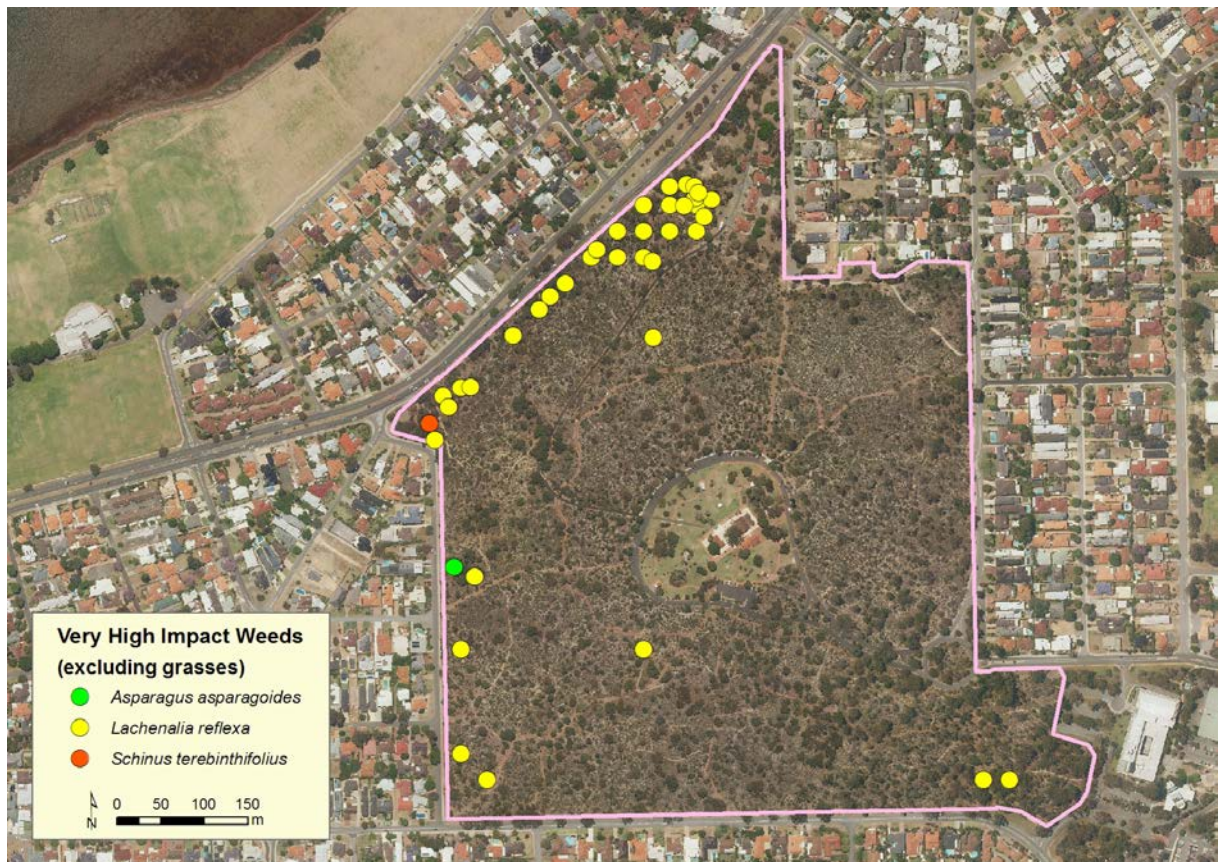 Very High Impact Weeds
(excluding grasses)
Asparagus asparagoides
Lachenalia reflexa
Schinus terebinthifolius
N
0 50 100 150
m